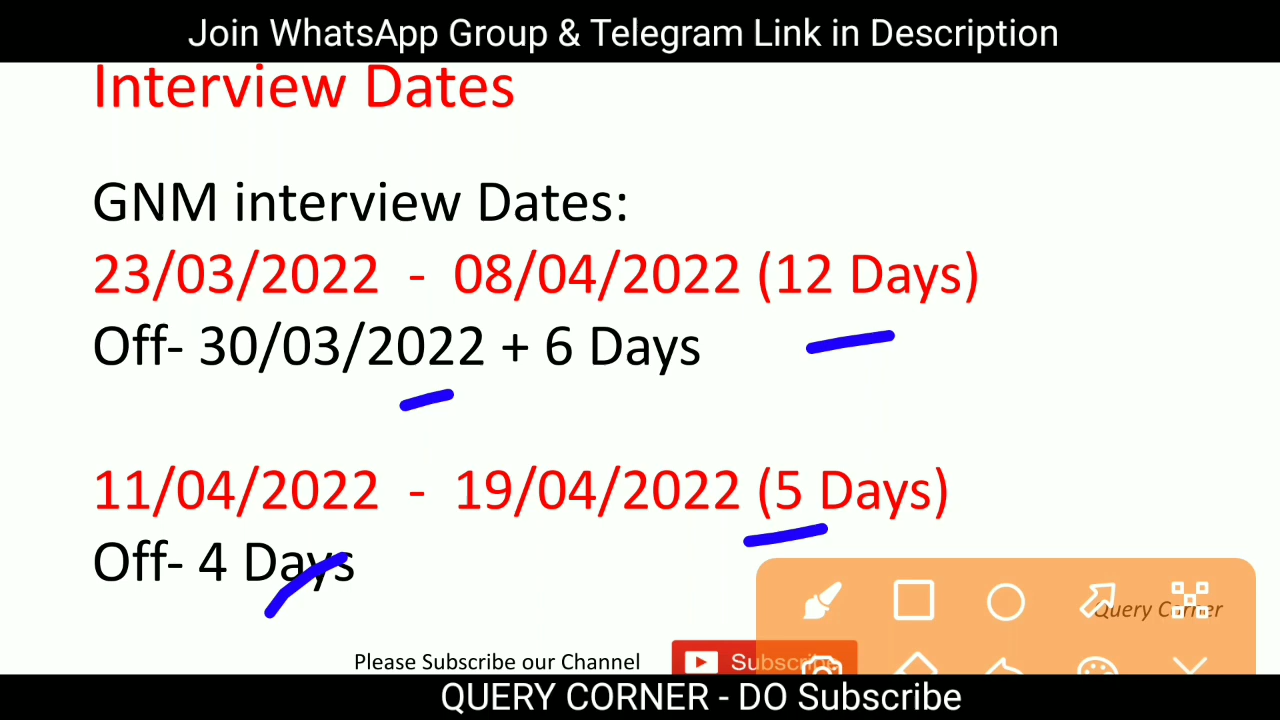 Join WhatsApp Group & Telegram Link in Description
Interview Dates
GNM interview Dates:
23/03/2022 - 08/04/2022 (12 Days)
Off- 30/03/2022 + 6 Days
11/04/2022 - 19/04/2022 (5 Days)
Off- 4 Days
Query Corner
Please Subscribe our Channel
Subscribe
QUERY CORNER - DO Subscribe